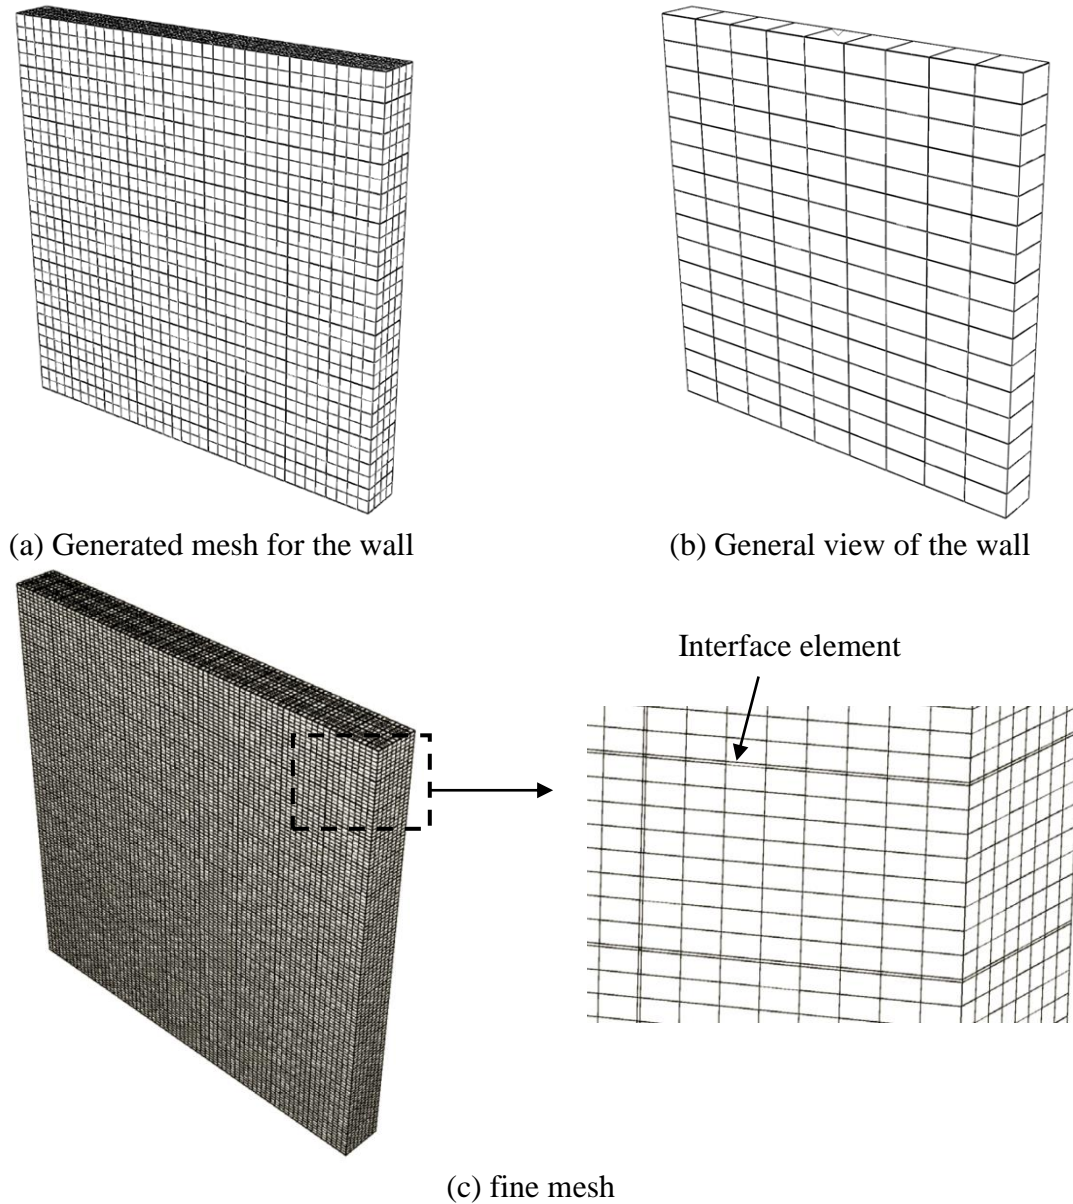 (a) Generated mesh for the wall
(b) General view of the wall
Interface element
(c) fine mesh